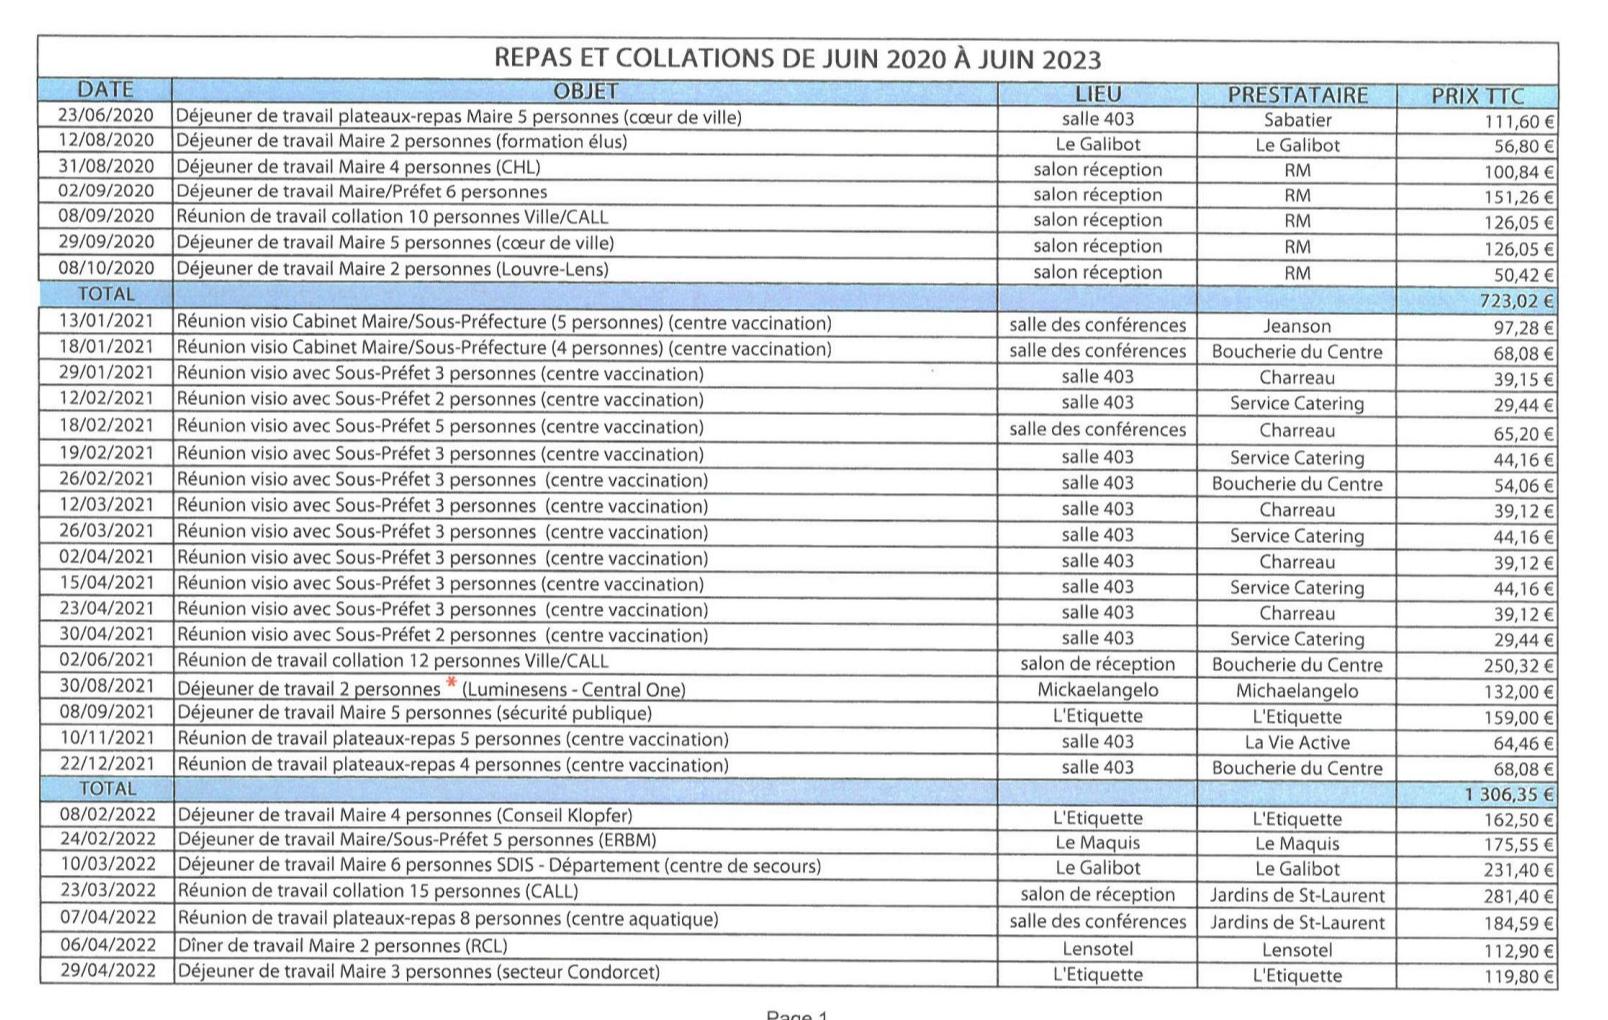 REPAS ET COLLATIONS DE JUIN 2020 À JUIN 2023
DATE OBJET LIEU PRESTATAIRE PRIX TTC
23/06/2020 Déjeuner de travail plateaux-repas Maire 5 personnes (cœur de ville) salle 403 Sabatier 111,60 €
12/08/2020 Déjeuner de travail Maire 2 personnes (formation élus) Le Galibot Le Galibot 56,80 €
31/08/2020 Déjeuner de travail Maire 4 personnes (CHL) salon réception RM 100,84 €
02/09/2020 Déjeuner de travail Maire/Préfet 6 personnes salon réception RM 151,26 €
08/09/2020 Réunion de travail collation 10 personnes Ville/CALL salon réception RM 126,05 €
29/09/2020 Déjeuner de travail Maire 5 personnes (cœur de ville) salon réception RM 126,05 €
08/10/2020 Déjeuner de travail Maire 2 personnes (Louvre-Lens) salon réception RM 50,42 €
TOTAL 723,02 €
13/01/2021 Réunion visio Cabinet Maire/Sous-Préfecture (5 personnes) (centre vaccination) salle des conférences Jeanson 97,28 €
18/01/2021 Réunion visio Cabinet Maire/Sous-Préfecture (4 personnes) (centre vaccination) salle des conférences Boucherie du Centre 68,08 €
29/01/2021 Réunion visio avec Sous-Préfet 3 personnes (centre vaccination) salle 403 Charreau 39,15 €
12/02/2021 Réunion visio avec Sous-Préfet 2 personnes (centre vaccination) salle 403 Service Catering 29,44 €
18/02/2021 Réunion visio avec Sous-Préfet 5 personnes (centre vaccination) salle des conférences Charreau 65,20 €
19/02/2021 Réunion visio avec Sous-Préfet 3 personnes (centre vaccination) salle 403 Service Catering 44,16 €
26/02/2021 Réunion visio avec Sous-Préfet 3 personnes (centre vaccination) salle 403 Boucherie du Centre 54,06 €
12/03/2021 Réunion visio avec Sous-Préfet 3 personnes (centre vaccination) salle 403 Charreau 39,12 €
26/03/2021 Réunion visio avec Sous-Préfet 3 personnes (centre vaccination) salle 403 Service Catering 44,16 €
02/04/2021 Réunion visio avec Sous-Préfet 3 personnes (centre vaccination) salle 403 Charreau 39,12 €
15/04/2021 Réunion visio avec Sous-Préfet 3 personnes (centre vaccination) salle 403 Service Catering 44,16 €
23/04/2021 Réunion visio avec Sous-Préfet 3 personnes (centre vaccination) salle 403 Charreau 39,12 €
30/04/2021 Réunion visio avec Sous-Préfet 2 personnes (centre vaccination) salle 403 Service Catering 29,44 €
02/06/2021 Réunion de travail collation 12 personnes Ville/CALL salon de réception Boucherie du Centre 250,32 €
30/08/2021 Déjeuner de travail 2 personnes * (Luminesens - Central One) Mickaelangelo Michaelangelo 132,00 €
08/09/2021 Déjeuner de travail Maire 5 personnes (sécurité publique) L'Etiquette L'Etiquette 159,00 €
10/11/2021 Réunion de travail plateaux-repas 5 personnes (centre vaccination) salle 403 La Vie Active 64,46 €
22/12/2021 Réunion de travail plateaux-repas 4 personnes (centre vaccination) salle 403 Boucherie du Centre 68,08 €
TOTAL 1 306,35 €
08/02/2022 Déjeuner de travail Maire 4 personnes (Conseil Klopfer) L'Etiquette L'Etiquette 162,50 €
24/02/2022 Déjeuner de travail Maire/Sous-Préfet 5 personnes (ERBM) Le Maquis Le Maquis 175,55 €
10/03/2022 Déjeuner de travail Maire 6 personnes SDIS - Département (centre de secours) Le Galibot Le Galibot 231,40 €
23/03/2022 Réunion de travail collation 15 personnes (CALL) salon de réception Jardins de St-Laurent 281,40 €
07/04/2022 Réunion de travail plateaux-repas 8 personnes (centre aquatique) salle des conférences Jardins de St-Laurent 184,59 €
06/04/2022 Dîner de travail Maire 2 personnes (RCL) Lensotel Lensotel 112,90 €
29/04/2022 Déjeuner de travail Maire 3 personnes (secteur Condorcet) L'Etiquette L'Etiquette 119,80 €
Page 1